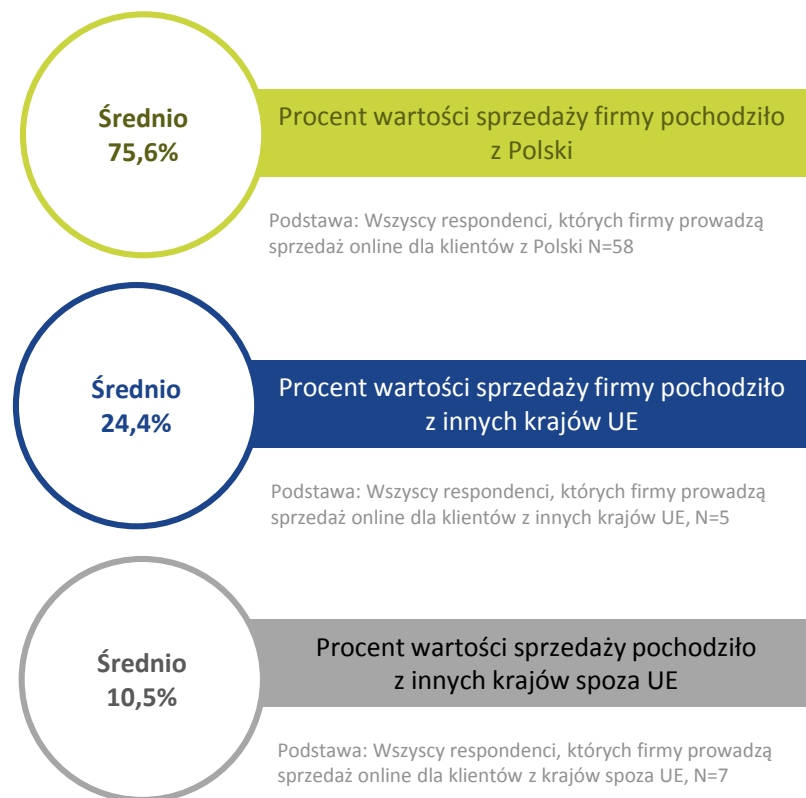 Średnio
75,6%
Procent wartości sprzedaży firmy pochodziło
z Polski
Podstawa: Wszyscy respondenci, których firmy prowadzą
sprzedaż online dla klientów z Polski N=58
Średnio
24,4%
Procent wartości sprzedaży firmy pochodziło
z innych krajów UE
Podstawa: Wszyscy respondenci, których firmy prowadzą
sprzedaż online dla klientów z innych krajów UE, N=5
Średnio
10,5%
Procent wartości sprzedaży pochodziło
z innych krajów spoza UE
Podstawa: Wszyscy respondenci, których firmy prowadzą
sprzedaż online dla klientów z krajów spoza UE, N=7